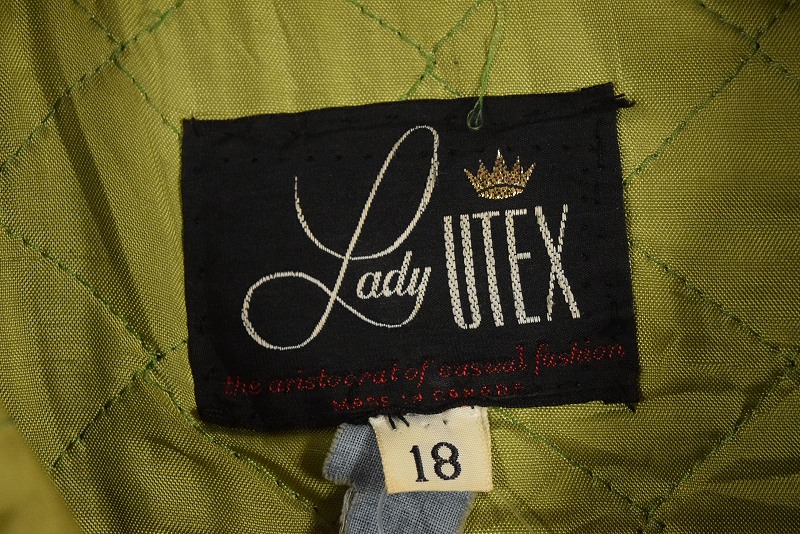 Lady UTEX
the aristocrat of casual fashion
MADE IN CANADA
18